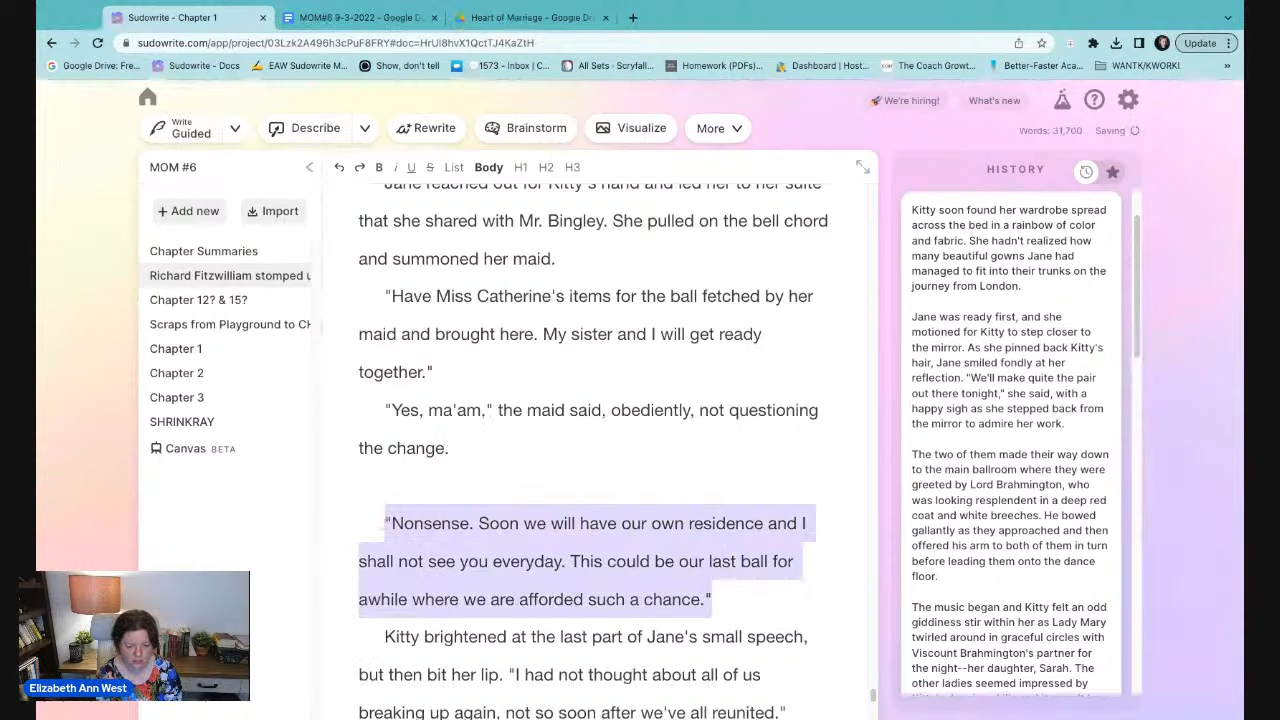 Sudowrite - Chapter 1
MOM#6 9-3-2022 - Google D
Heart of Marriage - Google Dri
sudowrite.com/app/project/03Lzk2A496h3cPuF8FRY#doc=HrUl8hvX1QctTJ4KaZtH
Update
Google Drive: Free...
Sudowrite - Docs
EAW Sudowrite M...
Show, don't tell
1573 - Inbox | C...
All Sets · Scryfall...
Homework (PDFs)...
Dashboard | Host...
The Coach Growt...
Better-Faster Aca...
WANTK/KWORKI
»
We're hiring!
What's new
Write
Guided
Describe
Rewrite
Brainstorm
Visualize
More
Words: 31,700
Saving
MOM #6
B i U S List Body H1 H2 H3
HISTORY
+ Add new
Import
Chapter Summaries
Richard Fitzwilliam stomped u
Chapter 12? & 15?
Scraps from Playground to CH
Chapter 1
Chapter 2
Chapter 3
SHRINKRAY
Canvas BETA
Jane reached out for Kitty's hand and led her to her suite
that she shared with Mr. Bingley. She pulled on the bell chord
and summoned her maid.
"Have Miss Catherine's items for the ball fetched by her
maid and brought here. My sister and I will get ready
together."
"Yes, ma'am," the maid said, obediently, not questioning
the change.
"Nonsense. Soon we will have our own residence and I
shall not see you everyday. This could be our last ball for
awhile where we are afforded such a chance."
Kitty brightened at the last part of Jane's small speech,
but then bit her lip. "I had not thought about all of us
breaking up again, not so soon after we've all reunited."
Kitty soon found her wardrobe spread
across the bed in a rainbow of color
and fabric. She hadn't realized how
many beautiful gowns Jane had
managed to fit into their trunks on the
journey from London.
Jane was ready first, and she
motioned for Kitty to step closer to
the mirror. As she pinned back Kitty's
hair, Jane smiled fondly at her
reflection. "We'll make quite the pair
out there tonight," she said, with a
happy sigh as she stepped back from
the mirror to admire her work.
The two of them made their way down
to the main ballroom where they were
greeted by Lord Brahmington, who
was looking resplendent in a deep red
coat and white breeches. He bowed
gallantly as they approached and then
offered his arm to both of them in turn
before leading them onto the dance
floor.
The music began and Kitty felt an odd
giddiness stir within her as Lady Mary
twirled around in graceful circles with
Viscount Brahmington's partner for
the night--her daughter, Sarah. The
other ladies seemed impressed by
Elizabeth Ann West